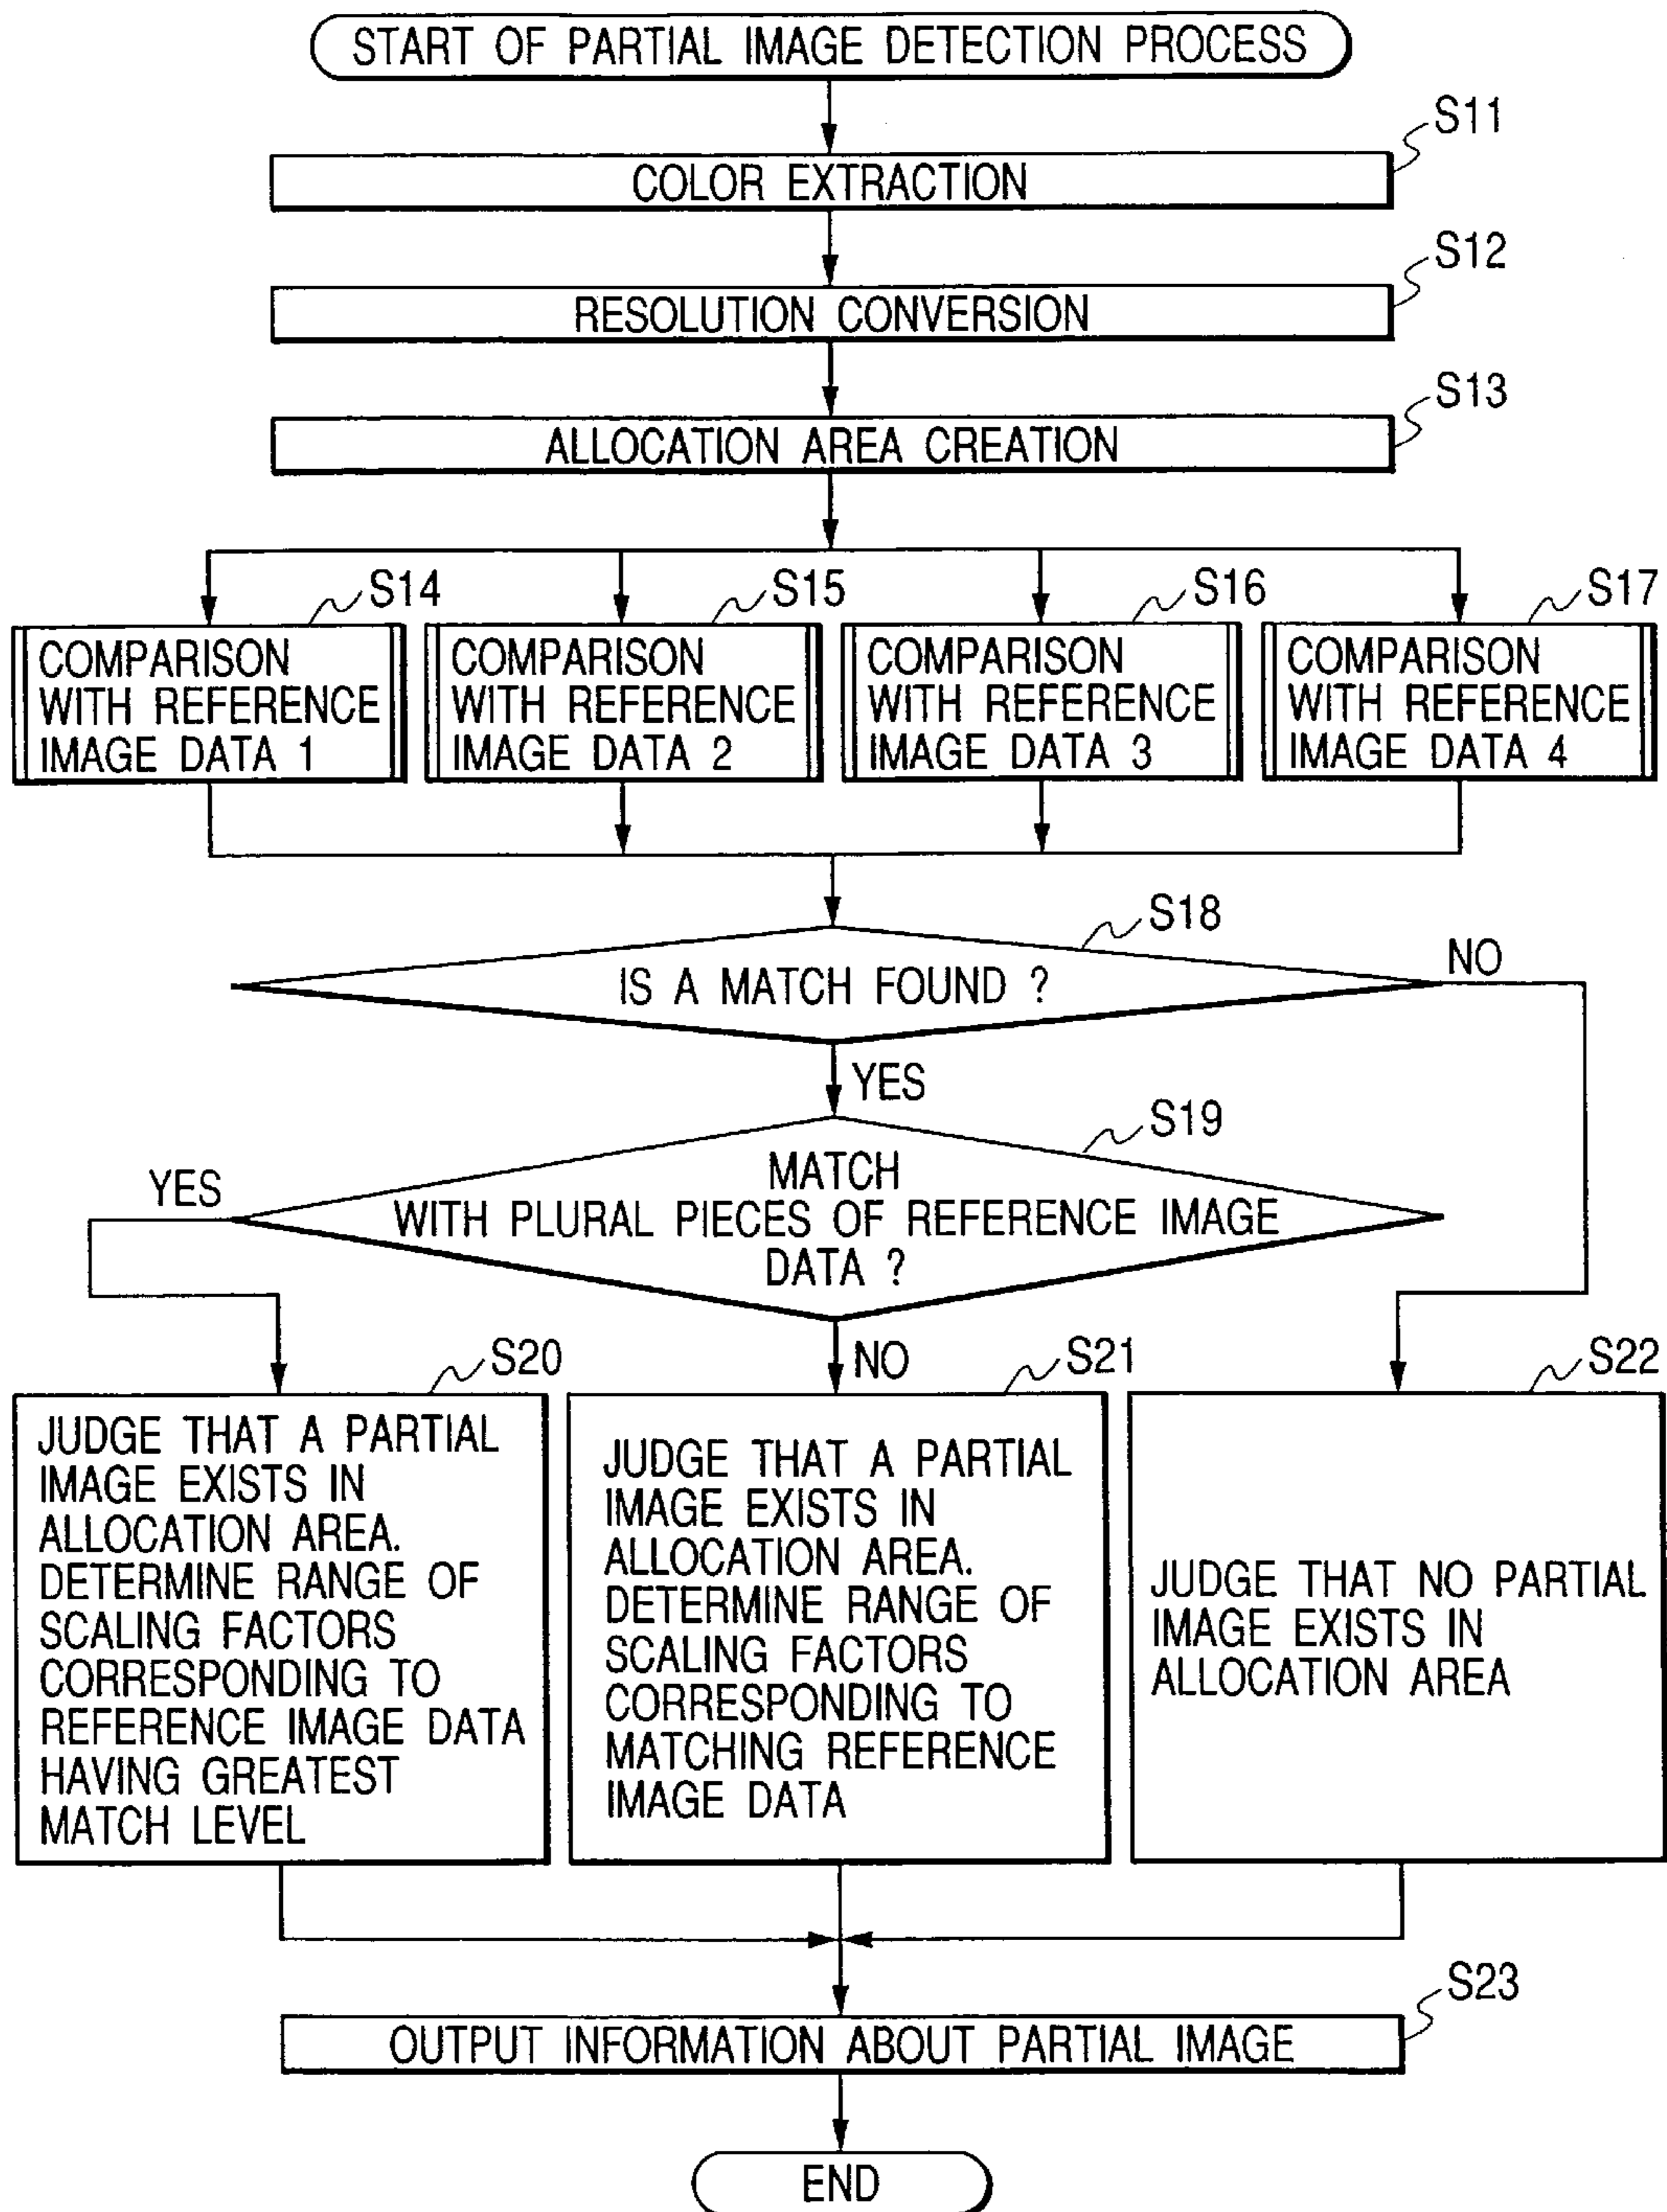 START OF PARTIAL IMAGE DETECTION PROCESS
S11
COLOR EXTRACTION
S12
RESOLUTION CONVERSION
S13
ALLOCATION AREA CREATION
S14
COMPARISON
WITH REFERENCE
IMAGE DATA 1
S15
COMPARISON
WITH REFERENCE
IMAGE DATA 2
S16
COMPARISON
WITH REFERENCE
IMAGE DATA 3
S17
COMPARISON
WITH REFERENCE
IMAGE DATA 4
S18
IS A MATCH FOUND ?
NO
YES
S19
MATCH
WITH PLURAL PIECES OF REFERENCE IMAGE
DATA ?
YES
NO
S20
JUDGE THAT A PARTIAL
IMAGE EXISTS IN
ALLOCATION AREA.
DETERMINE RANGE OF
SCALING FACTORS
CORRESPONDING TO
REFERENCE IMAGE DATA
HAVING GREATEST
MATCH LEVEL
S21
JUDGE THAT A PARTIAL
IMAGE EXISTS IN
ALLOCATION AREA.
DETERMINE RANGE OF
SCALING FACTORS
CORRESPONDING TO
MATCHING REFERENCE
IMAGE DATA
S22
JUDGE THAT NO PARTIAL
IMAGE EXISTS IN
ALLOCATION AREA
S23
OUTPUT INFORMATION ABOUT PARTIAL IMAGE
END